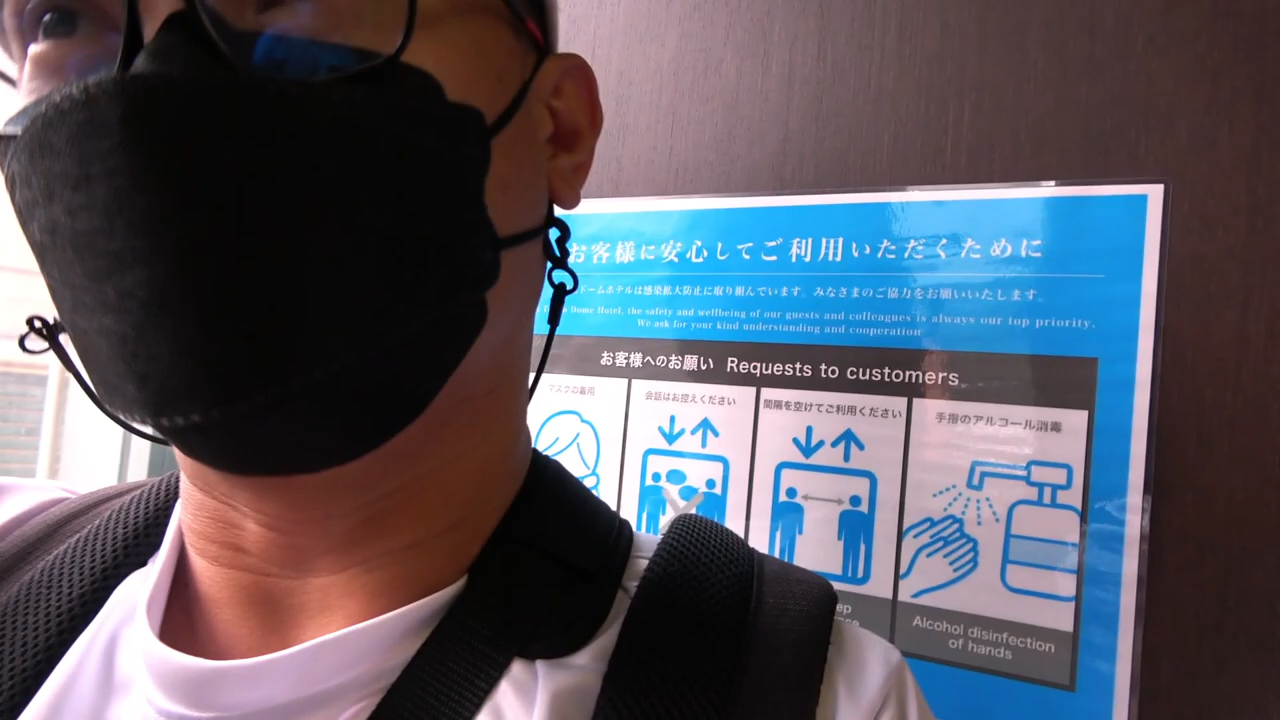 お客様に安心してご利用いただくために
ドームホテルは感染拡大防止に取り組んでいます。みなさまのご協力をお願いいたします。
Dome Hotel, the safety and wellbeing of our guests and colleagues is always our top priority.
We ask for your kind understanding and cooperation
お客様へのお願い Requests to customers
マスクの着用
会話はお控えください
間隔を空けてご利用ください
手指のアルコール消毒
Alcohol disinfection
of hands